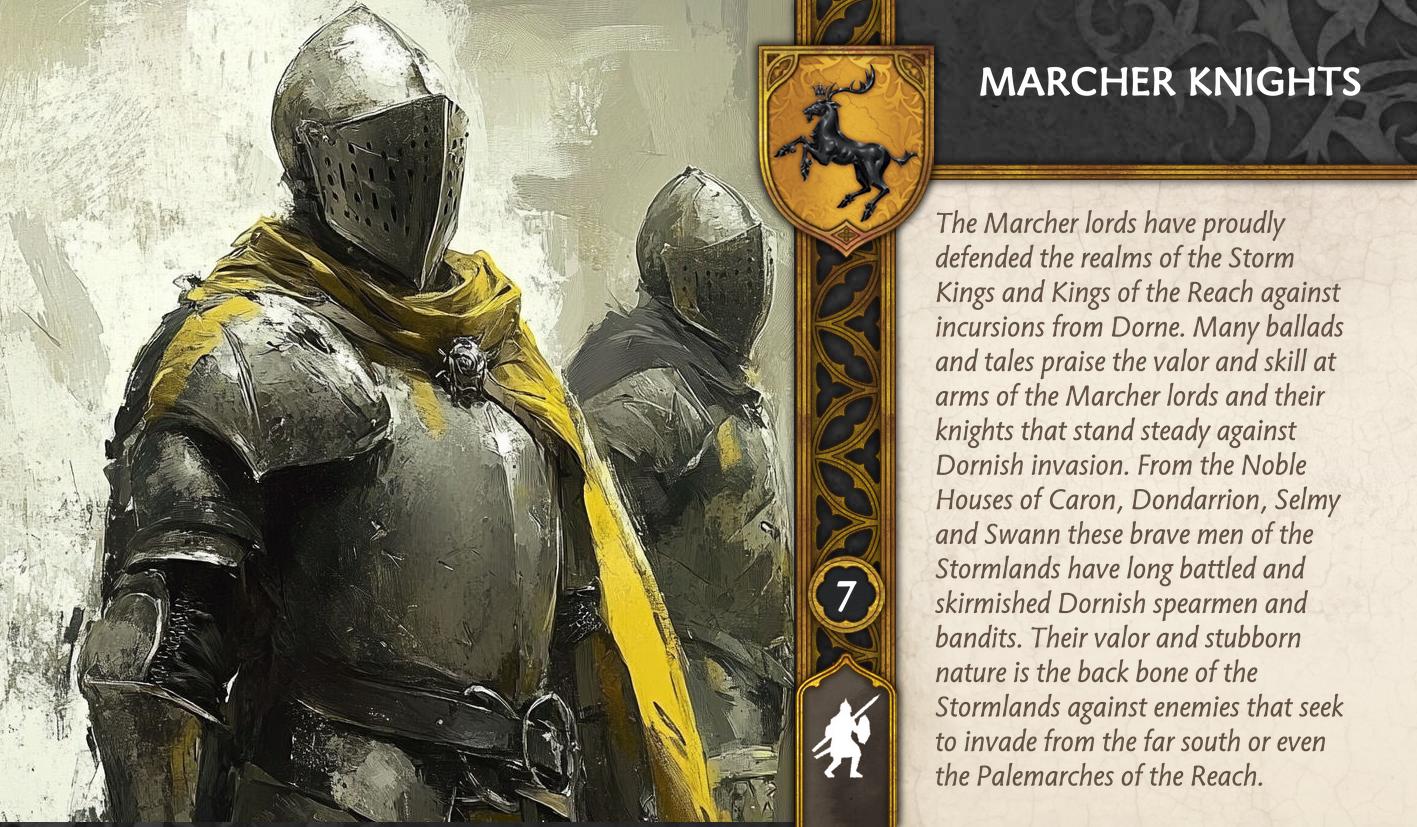 MARCHER KNIGHTS
The Marcher lords have proudly
defended the realms of the Storm
Kings and Kings of the Reach against
incursions from Dorne. Many ballads
and tales praise the valor and skill at
arms of the Marcher lords and their
knights that stand steady against
Dornish invasion. From the Noble
Houses of Caron, Dondarrion, Selmy
and Swann these brave men of the
Stormlands have long battled and
skirmished Dornish spearmen and
bandits. Their valor and stubborn
nature is the back bone of the
Stormlands against enemies that seek
to invade from the far south or even
the Palemarches of the Reach.
7